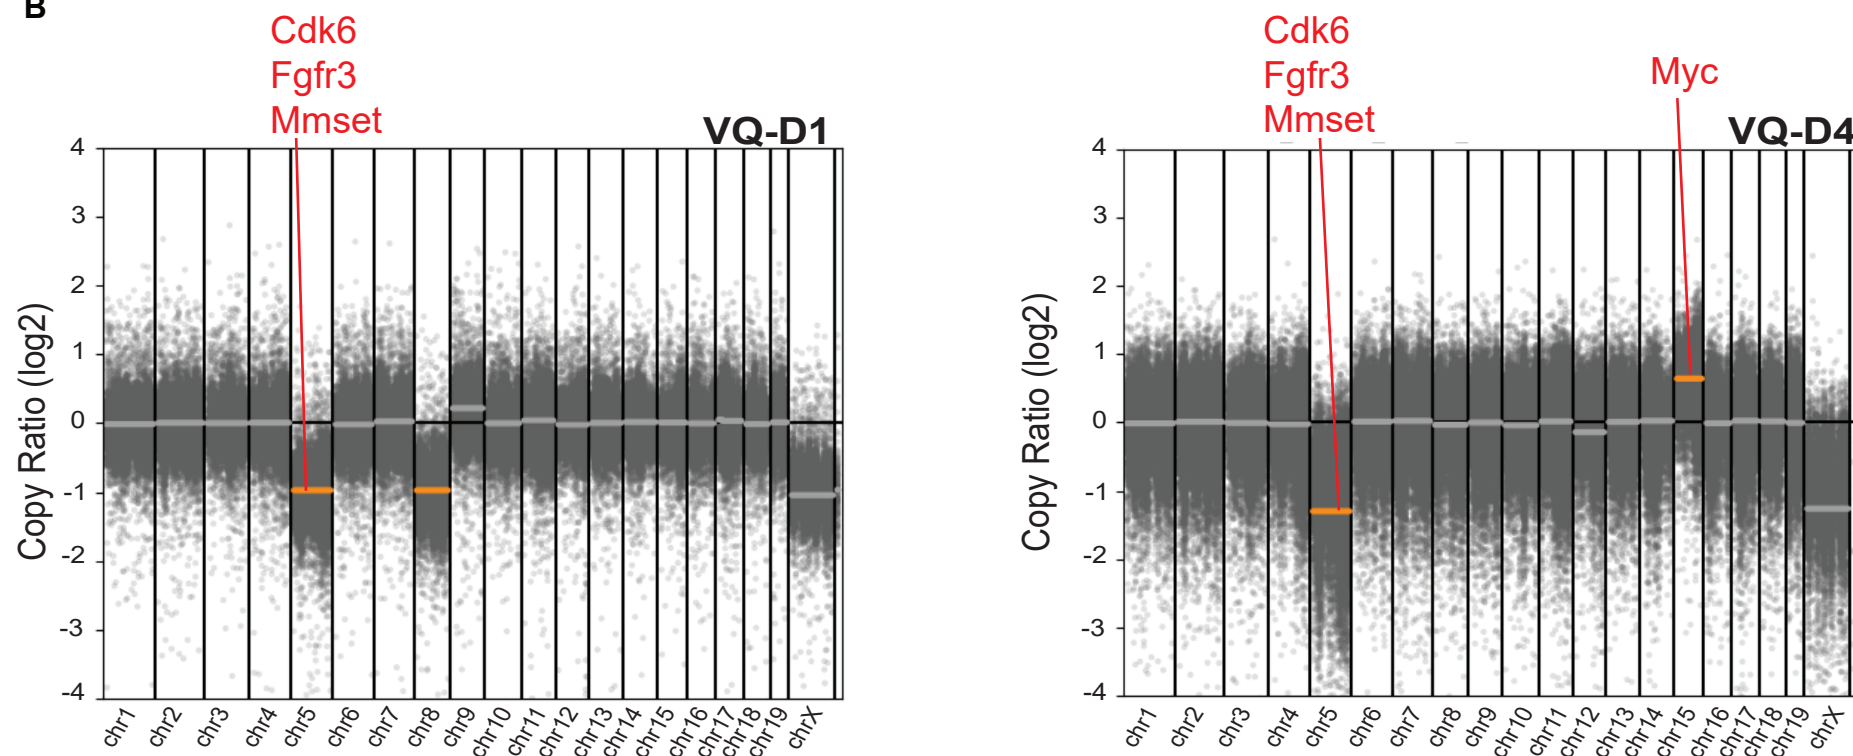 B
Cdk6
Fgfr3
Mmset
VQ-D1
Copy Ratio (log2)
4
3
2
1
0
-1
-2
-3
-4
chr1 chr2 chr3 chr4 chr5 chr6 chr7 chr8 chr9 chr10 chr11 chr12 chr13 chr14 chr15 chr16 chr17 chr18 chr19 chrX
Cdk6
Fgfr3
Mmset
Myc
VQ-D4
Copy Ratio (log2)
4
3
2
1
0
-1
-2
-3
-4
chr1 chr2 chr3 chr4 chr5 chr6 chr7 chr8 chr9 chr10 chr11 chr12 chr13 chr14 chr15 chr16 chr17 chr18 chr19 chrX